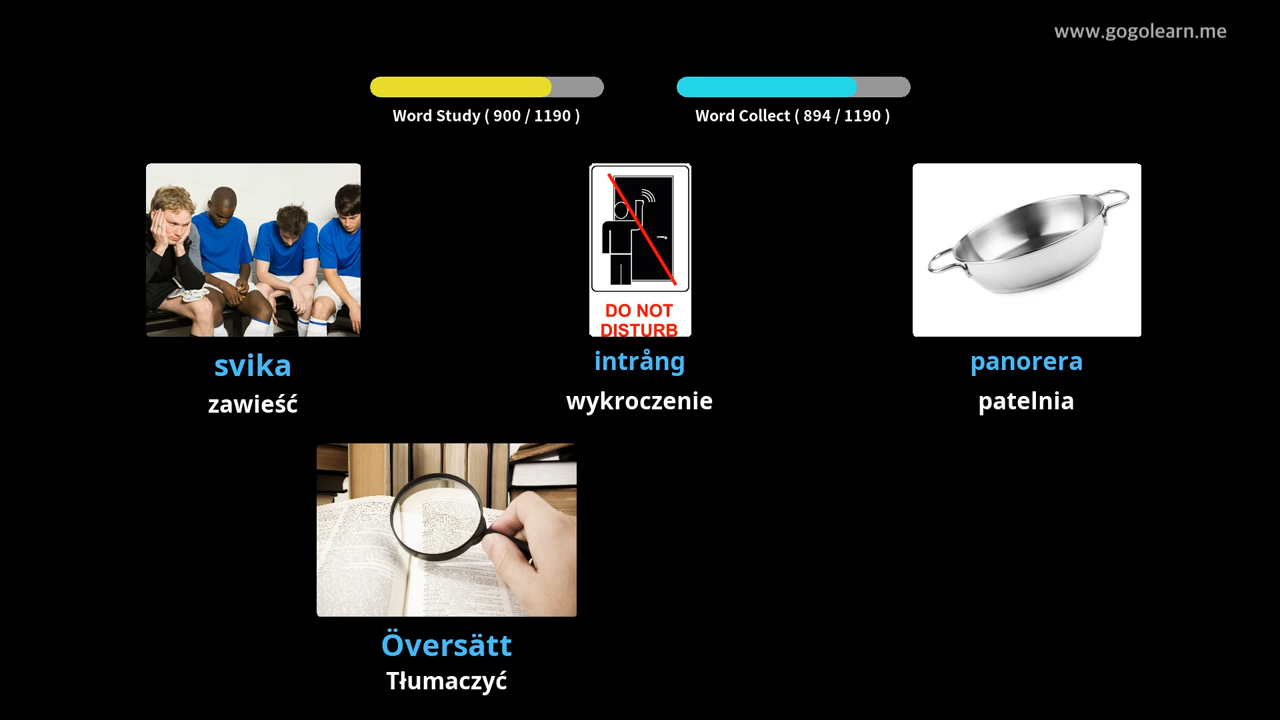 www.gogolearn.me
Word Study ( 900 / 1190 )
Word Collect ( 894 / 1190 )
DO NOT
DISTURB
svika
zawieść
intrång
wykroczenie
panorera
patelnia
Översätt
Tłumaczyć